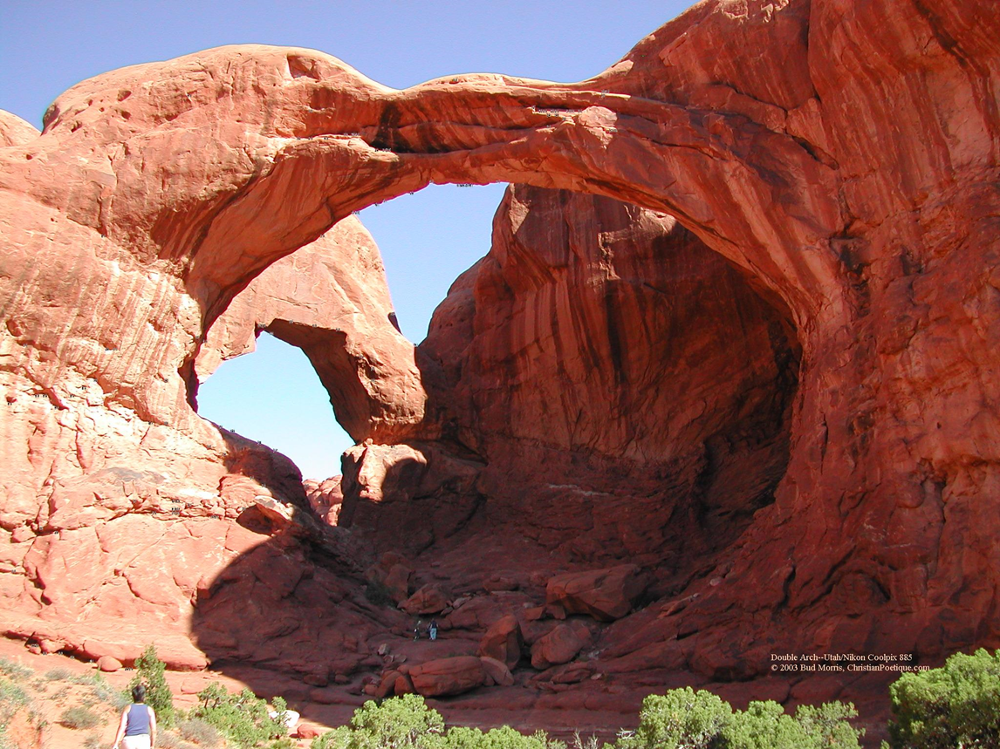 Double Arch--Utah/Nikon Coolpix 885
© 2003 Bud Morris, ChristianPoetique.com